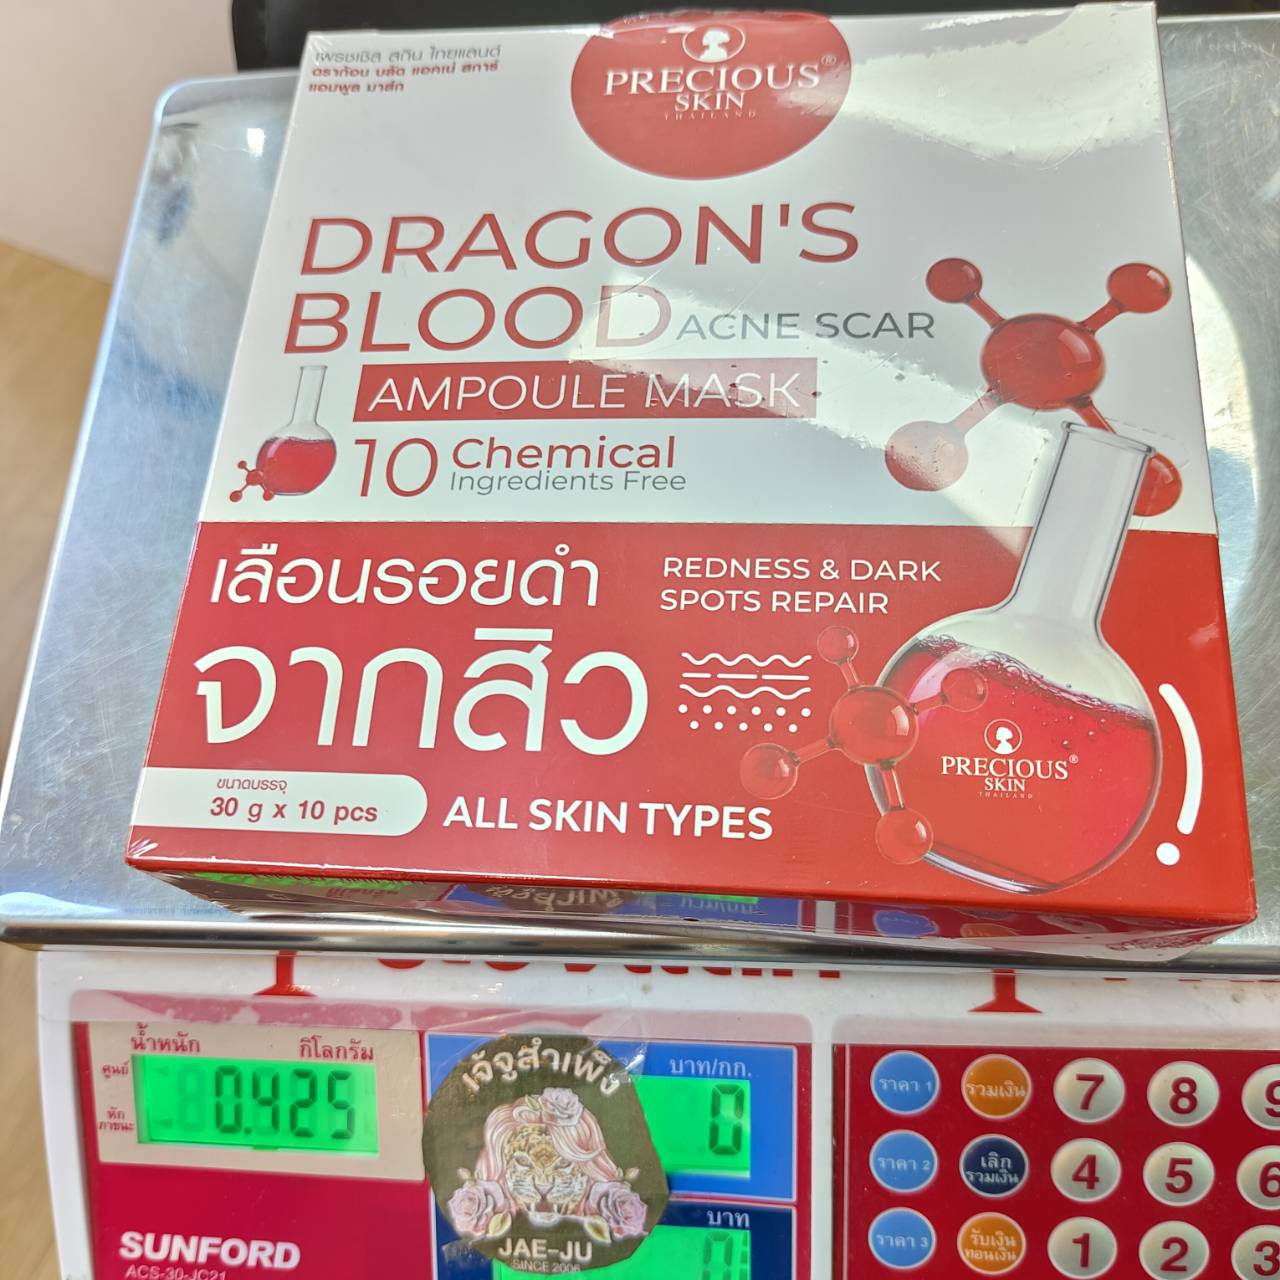 เพรชเชิส สกิน ไทยแลนด์
ดราก้อน บลัด แอคเน่ สการ์
แอมพูล มาส์ก
PRECIOUS®
SKIN
THAILAND
DRAGON'S
BLOOD ACNE SCAR
AMPOULE MASK
10 Chemical
Ingredients Free
เลือนรอยดำ
จากสิว
REDNESS & DARK
SPOTS REPAIR
ขนาดบรรจุ
30 g x 10 pcs
ALL SKIN TYPES
PRECIOUS®
SKIN
THAILAND
น้ำหนัก กิโลกรัม
ศูนย์
หัก
ภาชนะ
0.425
เจ้จูสำเพ็ง
JAE-JU
SINCE 2006
บาท/กก.
0
บาท
0
SUNFORD
ACS-30-JC21
ราคา 1
รวมเงิน
7
8
9
ราคา 2
เลิก
รวมเงิน
4
5
6
ราคา 3
รับเงิน
ทอนเงิน
1
2
3